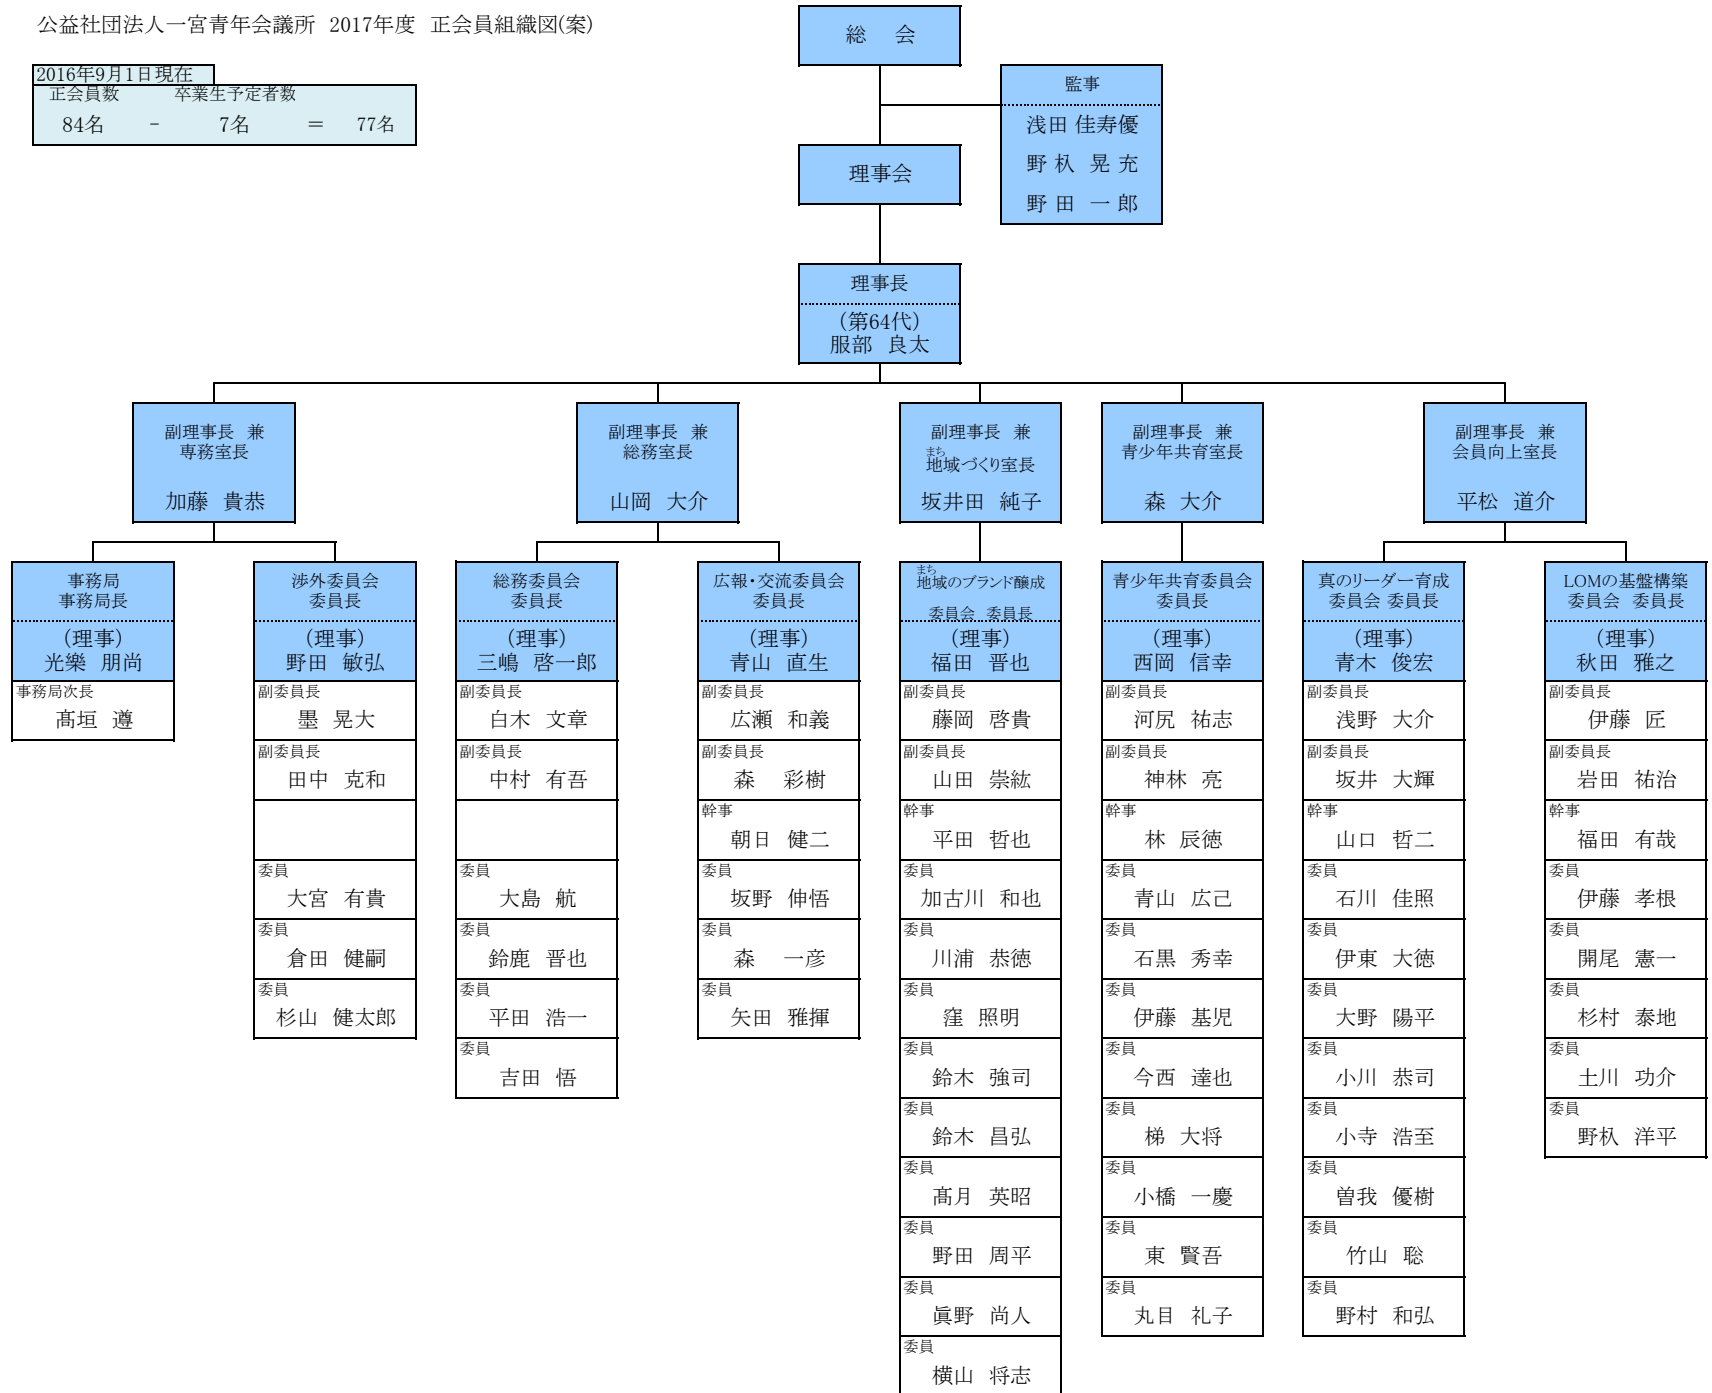 公益社団法人一宮青年会議所 2017年度 正会員組織図(案)
2016年9月1日現在
正会員数 卒業生予定者数
84名 － 7名 ＝ 77名
総 会
監事
浅田 佳寿優
野 杁 晃 充
野 田 一 郎
理事会
理事長
（第64代）
服部 良太
副理事長 兼
専務室長
加藤 貴恭
副理事長 兼
総務室長
山岡 大介
副理事長 兼
まち
地域づくり室長
坂井田 純子
副理事長 兼
青少年共育室長
森 大介
副理事長 兼
会員向上室長
平松 道介
事務局
事務局長
（理事）
光樂 朋尚
事務局次長
髙垣 遵
渉外委員会
委員長
（理事）
野田 敏弘
副委員長
墨 晃大
副委員長
田中 克和
委員
大宮 有貴
委員
倉田 健嗣
委員
杉山 健太郎
総務委員会
委員長
（理事）
三嶋 啓一郎
副委員長
白木 文章
副委員長
中村 有吾
委員
大島 航
委員
鈴鹿 晋也
委員
平田 浩一
委員
吉田 悟
広報・交流委員会
委員長
（理事）
青山 直生
副委員長
広瀬 和義
副委員長
森 彩樹
幹事
朝日 健二
委員
坂野 伸悟
委員
森 一彦
委員
矢田 雅揮
まち
地域のブランド醸成
委員会 委員長
（理事）
福田 晋也
副委員長
藤岡 啓貴
副委員長
山田 崇紘
幹事
平田 哲也
委員
加古川 和也
委員
川浦 恭徳
委員
窪 照明
委員
鈴木 強司
委員
鈴木 昌弘
委員
髙月 英昭
委員
野田 周平
委員
眞野 尚人
委員
横山 将志
青少年共育委員会
委員長
（理事）
西岡 信幸
副委員長
河尻 祐志
副委員長
神林 亮
幹事
林 辰徳
委員
青山 広己
委員
石黒 秀幸
委員
伊藤 基児
委員
今西 達也
委員
梯 大将
委員
小橋 一慶
委員
東 賢吾
委員
丸目 礼子
真のリーダー育成
委員会 委員長
（理事）
青木 俊宏
副委員長
浅野 大介
副委員長
坂井 大輝
幹事
山口 哲二
委員
石川 佳照
委員
伊東 大徳
委員
大野 陽平
委員
小川 恭司
委員
小寺 浩至
委員
曽我 優樹
委員
竹山 聡
委員
野村 和弘
LOMの基盤構築
委員会 委員長
（理事）
秋田 雅之
副委員長
伊藤 匠
副委員長
岩田 祐治
幹事
福田 有哉
委員
伊藤 孝根
委員
開尾 憲一
委員
杉村 泰地
委員
土川 功介
委員
野杁 洋平